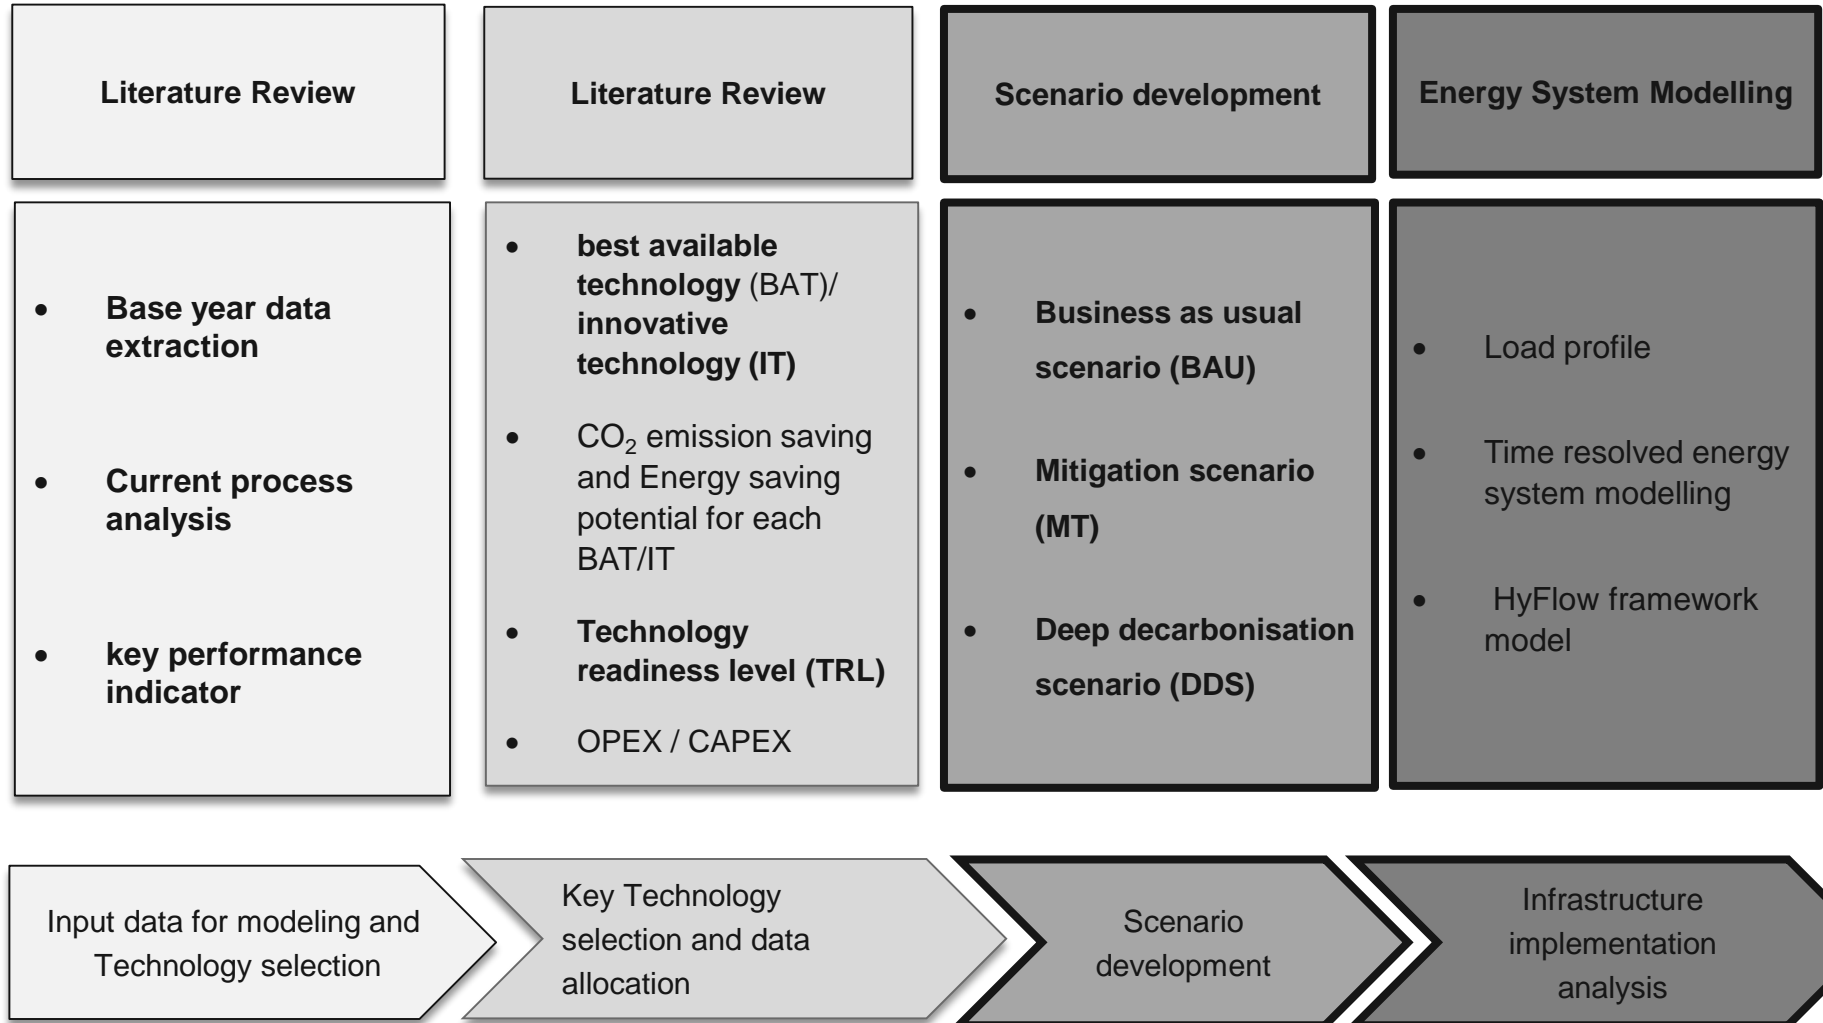 Literature Review
Literature Review
Scenario development
Energy System Modelling
• Base year data
extraction
• Current process
analysis
• key performance
indicator
• best available
technology (BAT)/
innovative
technology (IT)
• CO₂ emission saving
and Energy saving
potential for each
BAT/IT
• Technology
readiness level (TRL)
• OPEX / CAPEX
• Business as usual
scenario (BAU)
• Mitigation scenario
(MT)
• Deep decarbonisation
scenario (DDS)
• Load profile
• Time resolved energy
system modelling
• HyFlow framework
model
Input data for modeling and
Technology selection
Key Technology
selection and data
allocation
Scenario
development
Infrastructure
implementation
analysis